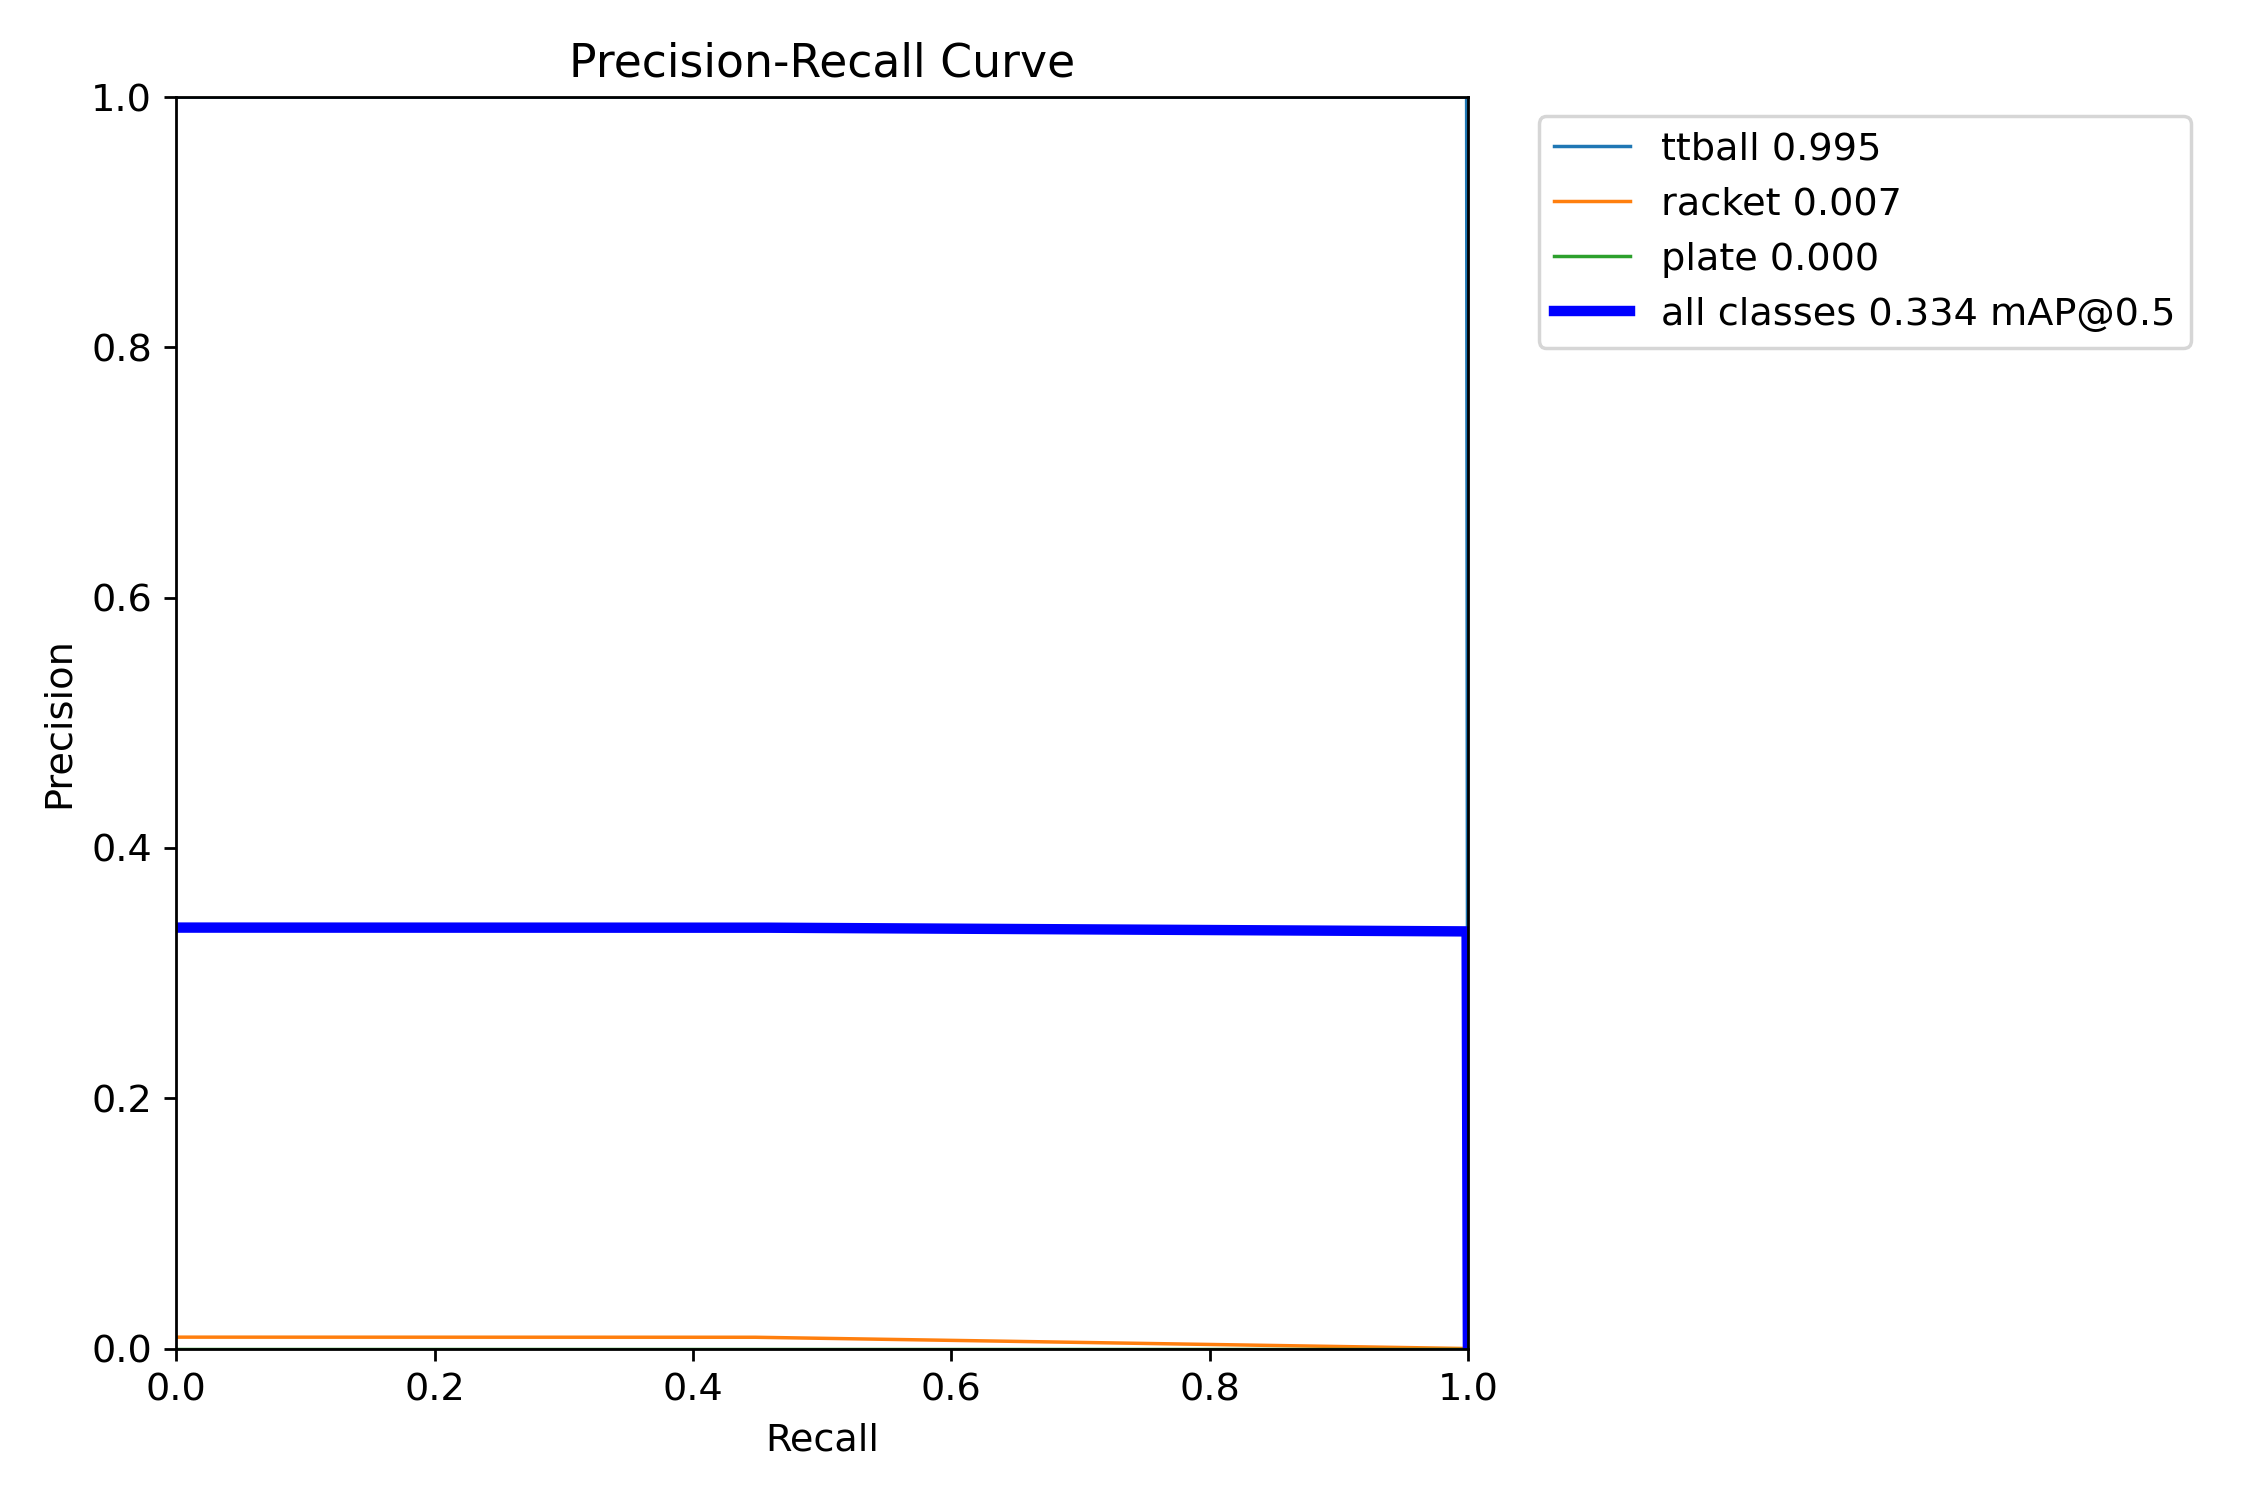 Precision-Recall Curve
1.0
0.8
0.6
0.4
0.2
0.0
Precision
0.0 0.2 0.4 0.6 0.8 1.0
Recall
ttball 0.995
racket 0.007
plate 0.000
all classes 0.334 mAP@0.5